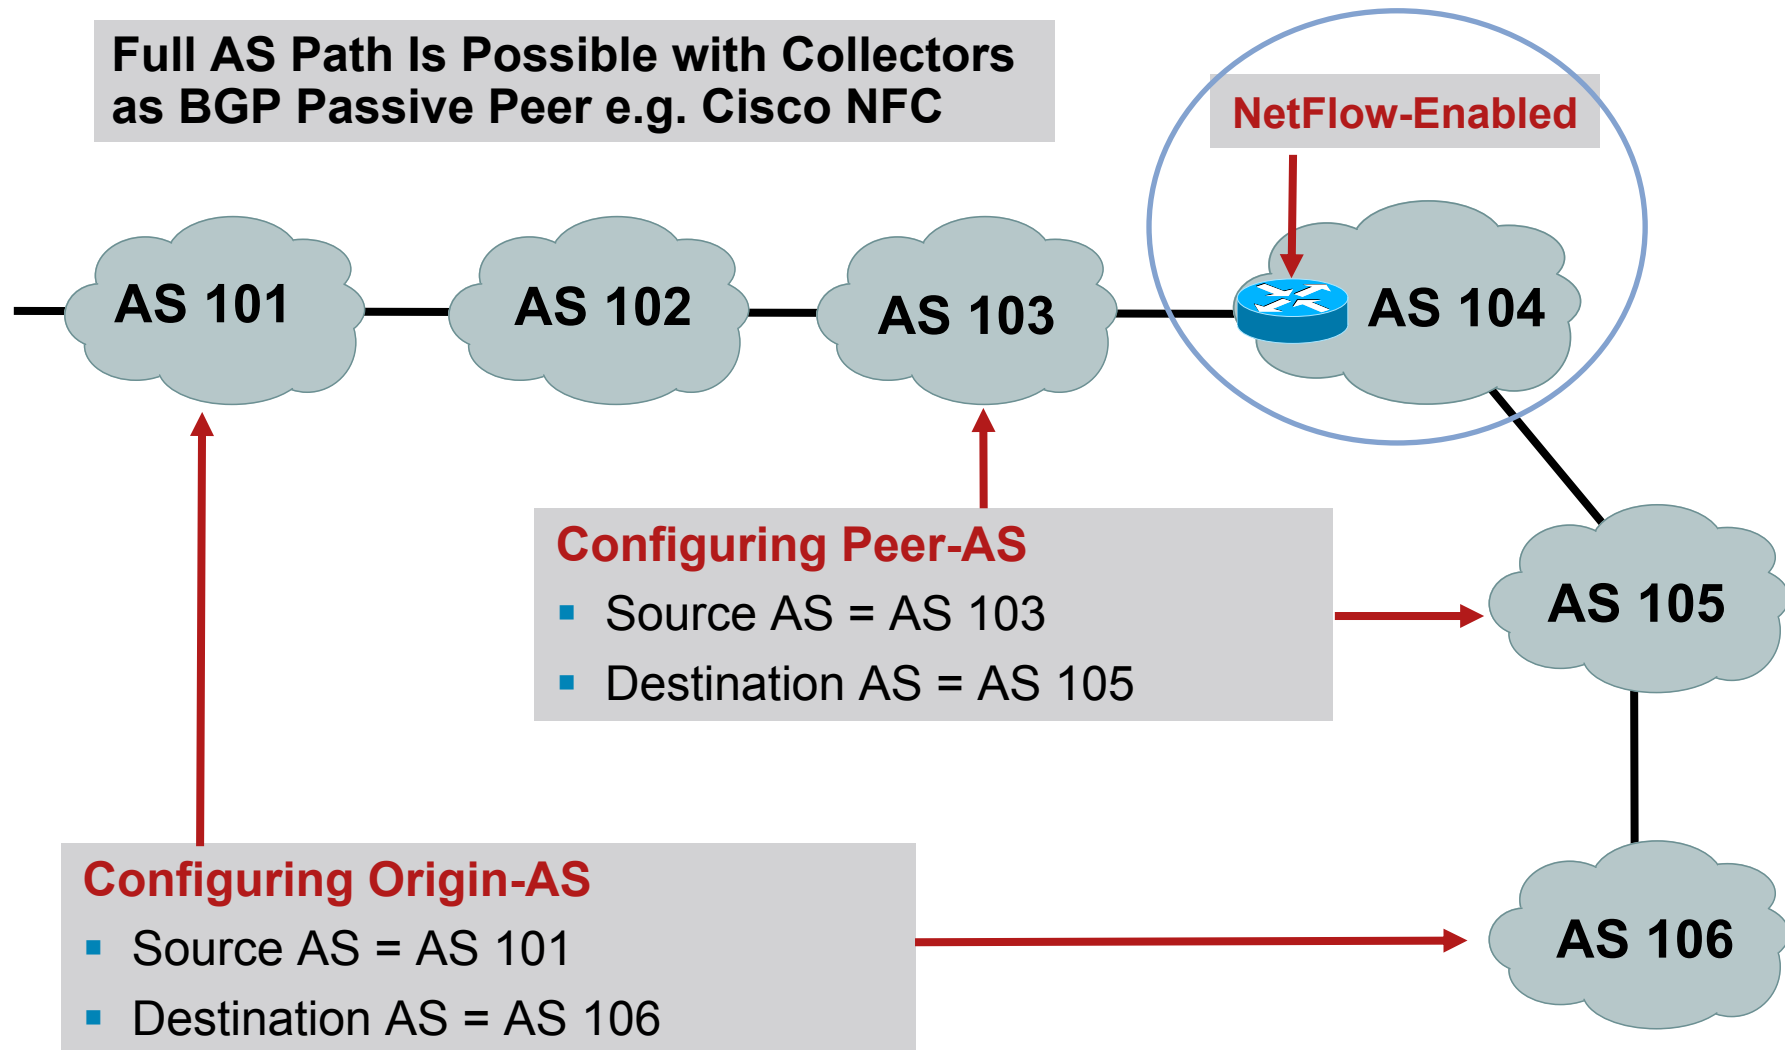 Full AS Path Is Possible with Collectors
as BGP Passive Peer e.g. Cisco NFC
NetFlow-Enabled
AS 101
AS 102
AS 103
AS 104
Configuring Peer-AS
Source AS = AS 103
Destination AS = AS 105
AS 105
Configuring Origin-AS
Source AS = AS 101
Destination AS = AS 106
AS 106